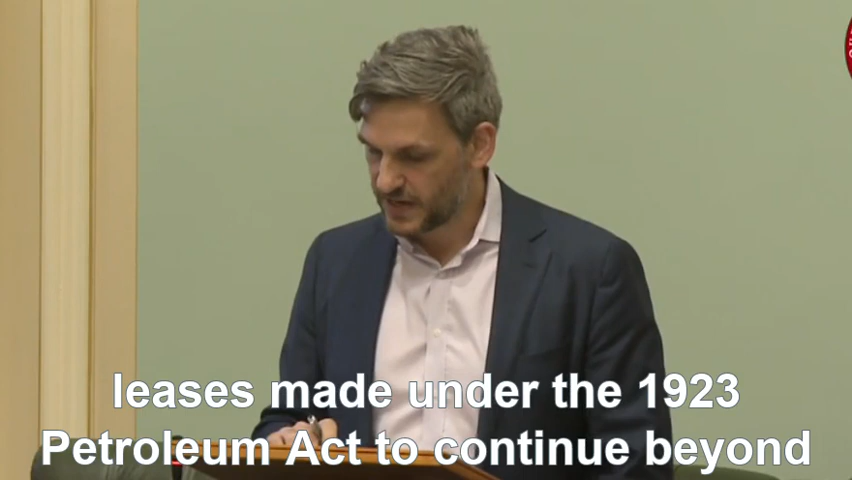 leases made under the 1923
Petroleum Act to continue beyond